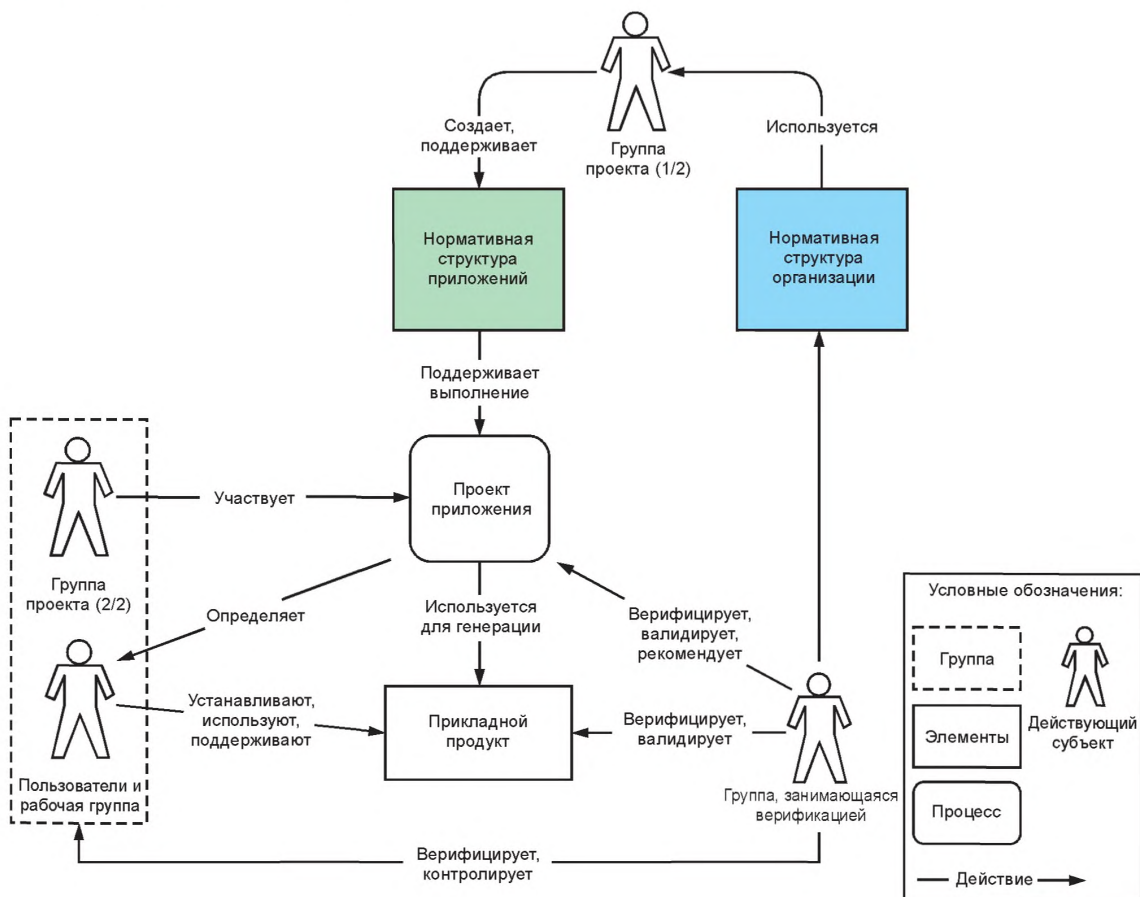 Создает,
поддерживает
Группа
проекта (1/2)
Используется
Нормативная
структура
приложений
Нормативная
структура
организации
Поддерживает
выполнение
Участвует
Проект
приложения
Группа
проекта (2/2)
Определяет
Используется
для генерации
Верифицирует,
валидирует,
рекомендует
Устанавливают,
используют,
поддерживают
Прикладной
продукт
Верифицирует,
валидирует
Пользователи и
рабочая группа
Группа, занимающаяся
верификацией
Верифицирует,
контролирует
Условные обозначения:
Группа
Действующий
субъект
Элементы
Процесс
Действие